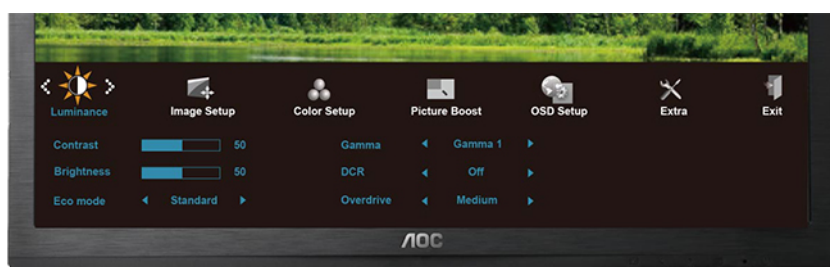 Luminance Image Setup Color Setup Picture Boost OSD Setup Extra Exit
Contrast 50 Gamma Gamma 1
Brightness 50 DCR Off
Eco mode Standard Overdrive Medium
AOC